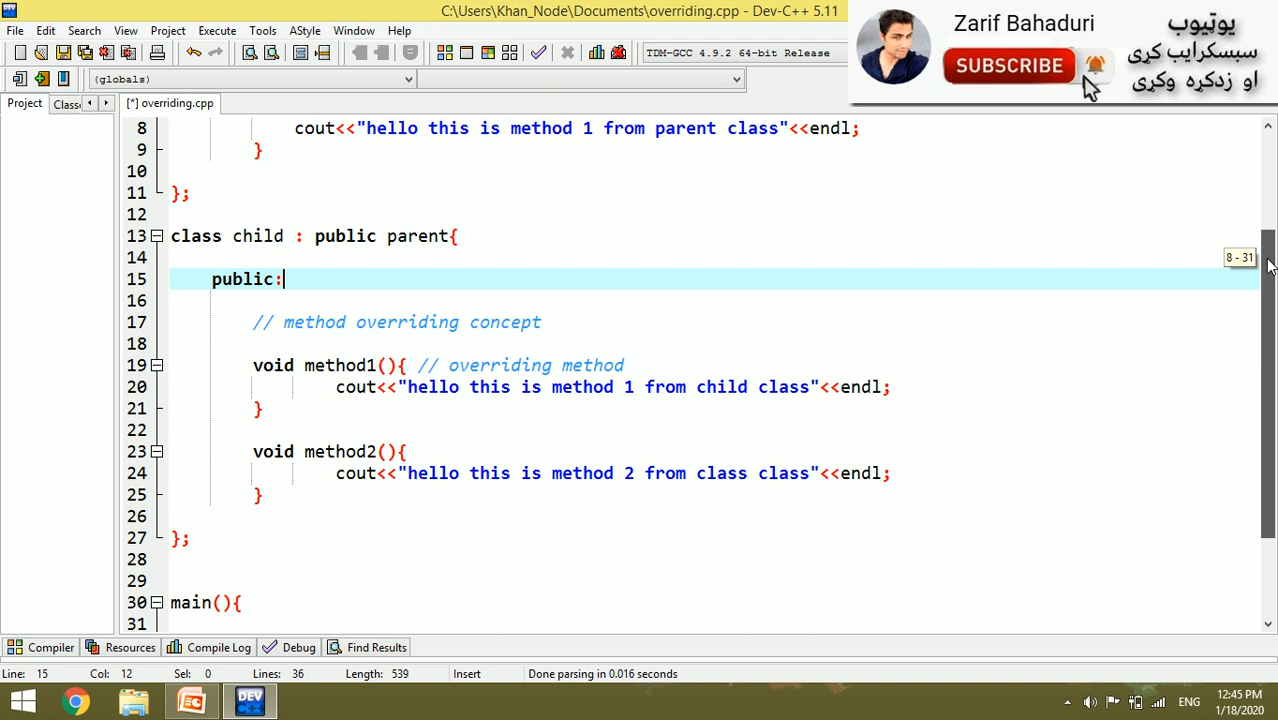 C:\Users\Khan_Node\Documents\overriding.cpp - Dev-C++ 5.11
Zarif Bahaduri
SUBSCRIBE
یوټیوب
سبسکرایب کړی
او زدکړه وکړی
File Edit Search View Project Execute Tools AStyle Window Help
TDM-GCC 4.9.2 64-bit Release
(globals)
Project Classe [*] overriding.cpp
8 cout<<"hello this is method 1 from parent class"<<endl;
9 }
10
11 };
12
13 class child : public parent{
14
15 public:
16
17 // method overriding concept
18
19 void method1(){ // overriding method
20 cout<<"hello this is method 1 from child class"<<endl;
21 }
22
23 void method2(){
24 cout<<"hello this is method 2 from class class"<<endl;
25 }
26
27 };
28
29
30 main(){
31
8 - 31
Compiler Resources Compile Log Debug Find Results
Line: 15 Col: 12 Sel: 0 Lines: 36 Length: 539 Insert Done parsing in 0.016 seconds
DEV
C++
ENG
12:45 PM
1/18/2020